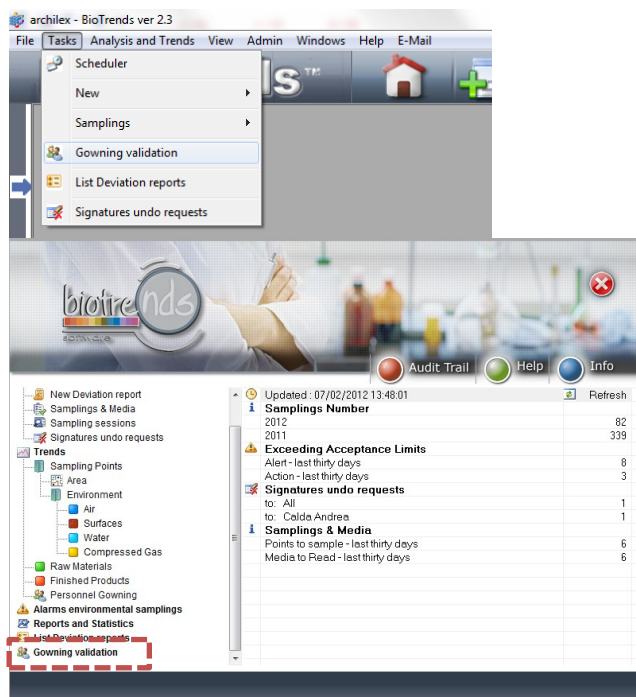 archilex - BioTrends ver 2.3
File Tasks Analysis and Trends View Admin Windows Help E-Mail
Scheduler
New
Samplings
Gowning validation
List Deviation reports
Signatures undo requests
biotrends
software
Audit Trail Help Info
New Deviation report
Samplings & Media
Sampling sessions
Signatures undo requests
Trends
Sampling Points
Area
Environment
Air
Surfaces
Water
Compressed Gas
Raw Materials
Finished Products
Personnel Gowning
Alarms environmental samplings
Reports and Statistics
List Deviation reports
Gowning validation
Updated : 07/02/2012 13:48:01 Refresh
Samplings Number
2012 82
2011 339
Exceeding Acceptance Limits
Alert - last thirty days 8
Action - last thirty days 3
Signatures undo requests
to: All 1
to: Calda Andrea 1
Samplings & Media
Points to sample - last thirty days 6
Media to Read - last thirty days 6